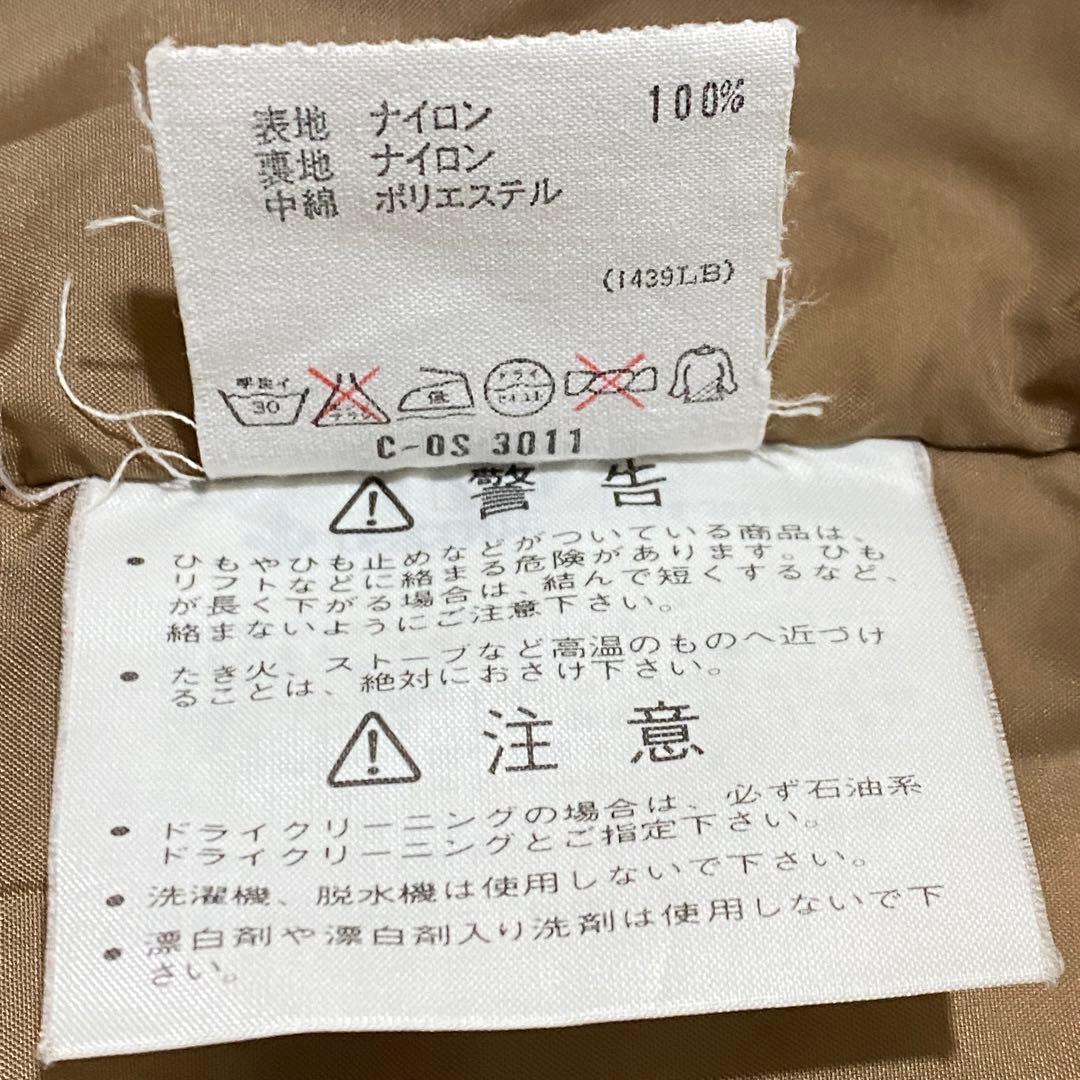 表地 ナイロン 100%
裏地 ナイロン
中綿 ポリエステル
(1439LB)
手洗イ
30
低
ドライ
セキユ系
C-OS 3011
警告
• ひもやひも止めなどがついている商品は、
リフトなどに絡まる危険があります。ひも
が長く下がる場合は、結んで短くするなど、
絡まないようにご注意下さい。
• たき火、ストーブなど高温のものへ近づけ
ることは、絶対におさけ下さい。
注意
• ドライクリーニングの場合は、必ず石油系
ドライクリーニングとご指定下さい。
• 洗濯機、脱水機は使用しないで下さい。
• 漂白剤や漂白剤入り洗剤は使用しないで下
さい。